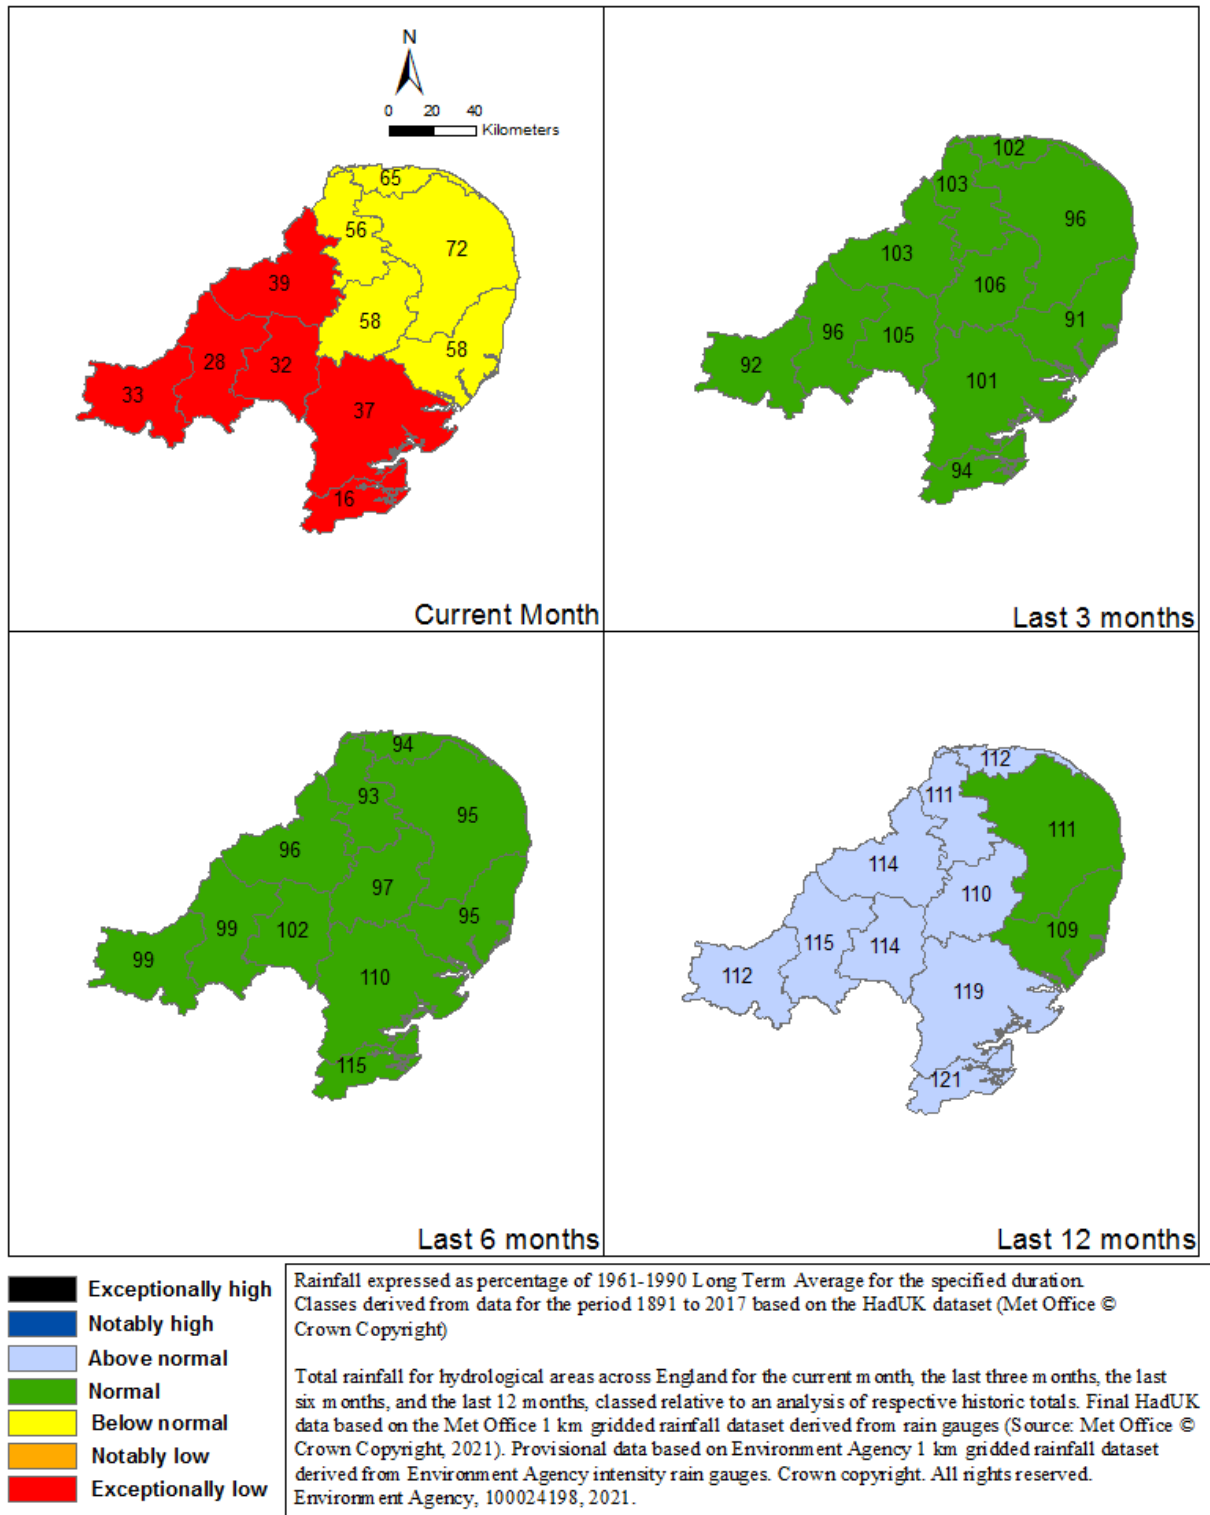 N
0 20 40
Kilometers
65
56
72
39
58
58
28
32
33
37
16
Current Month
102
103
96
103
106
91
96
105
92
101
94
Last 3 months
94
93
95
96
97
95
99
102
99
110
115
Last 6 months
112
111
111
114
110
109
115
114
112
119
121
Last 12 months
Exceptionally high
Notably high
Above normal
Normal
Below normal
Notably low
Exceptionally low
Rainfall expressed as percentage of 1961-1990 Long Term Average for the specified duration.
Classes derived from data for the period 1891 to 2017 based on the HadUK dataset (Met Office ©
Crown Copyright)
Total rainfall for hydrological areas across England for the current month, the last three months, the last
six months, and the last 12 months, classed relative to an analysis of respective historic totals. Final HadUK
data based on the Met Office 1 km gridded rainfall dataset derived from rain gauges (Source: Met Office ©
Crown Copyright, 2021). Provisional data based on Environment Agency 1 km gridded rainfall dataset
derived from Environment Agency intensity rain gauges. Crown copyright. All rights reserved.
Environment Agency, 100024198, 2021.